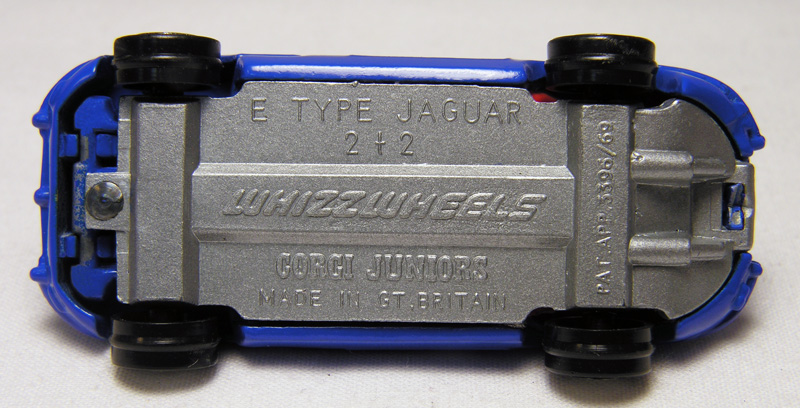 E TYPE JAGUAR
2+2
WHIZZWHEELS
CORGI JUNIORS
MADE IN GT. BRITAIN
PAT. APP. 3396/69